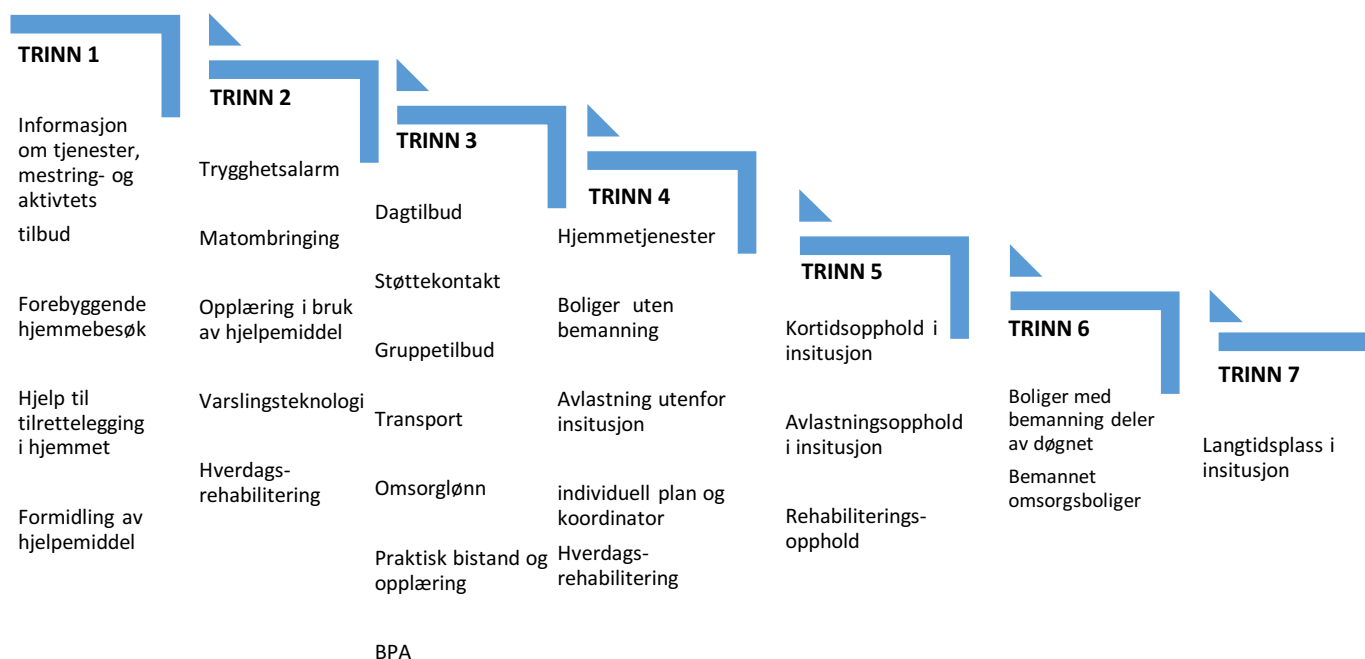 TRINN 1
Informasjon
om tjenester,
mestring- og
aktivtets
tilbud
Forebyggende
hjemmebesøk
Hjelp til
tilrettelegging
i hjemmet
Formidling av
hjelpemiddel
TRINN 2
Trygghetsalarm
Matombringing
Opplæring i bruk
av hjelpemiddel
Varslingsteknologi
Hverdags-
rehabilitering
TRINN 3
Dagtilbud
Støttekontakt
Gruppetilbud
Transport
Omsorglønn
Praktisk bistand og
opplæring
BPA
TRINN 4
Hjemmetjenester
Boliger uten
bemanning
Avlastning utenfor
insitusjon
individuell plan og
koordinator
Hverdags-
rehabilitering
TRINN 5
Kortidsopphold i
insitusjon
Avlastningsopphold
i insitusjon
Rehabiliterings-
opphold
TRINN 6
Boliger med
bemanning deler
av døgnet
Bemannet
omsorgsboliger
TRINN 7
Langtidsplass i
insitusjon